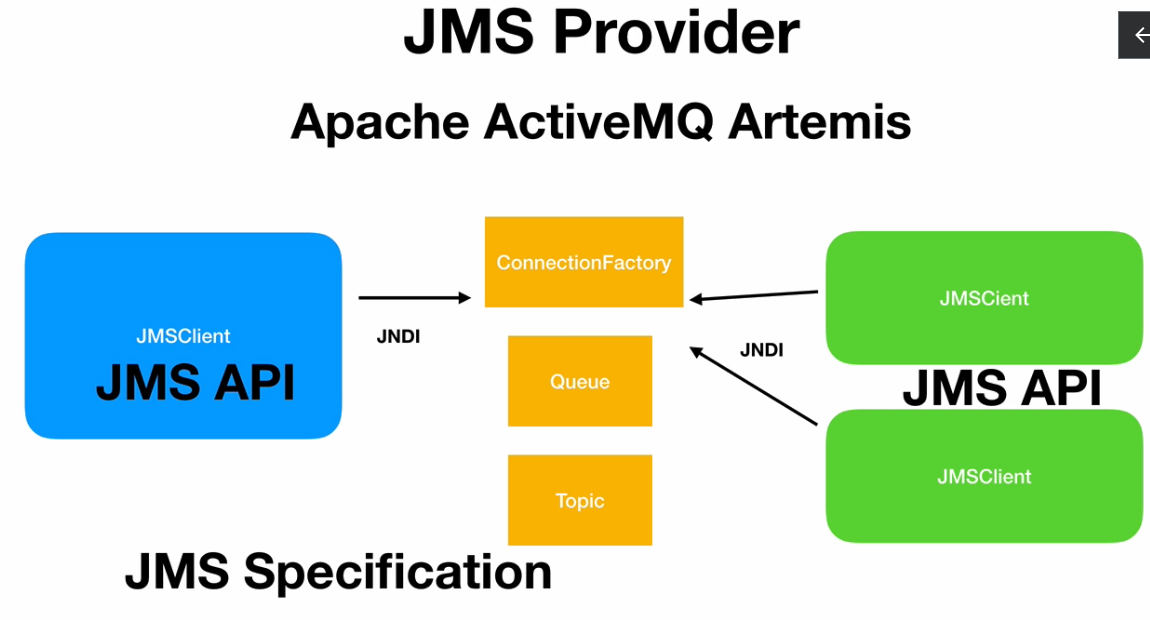 JMS Provider
Apache ActiveMQ Artemis
ConnectionFactory
JMSClient
JMS API
JNDI
Queue
Topic
JNDI
JMSCient
JMS API
JMSClient
JMS Specification